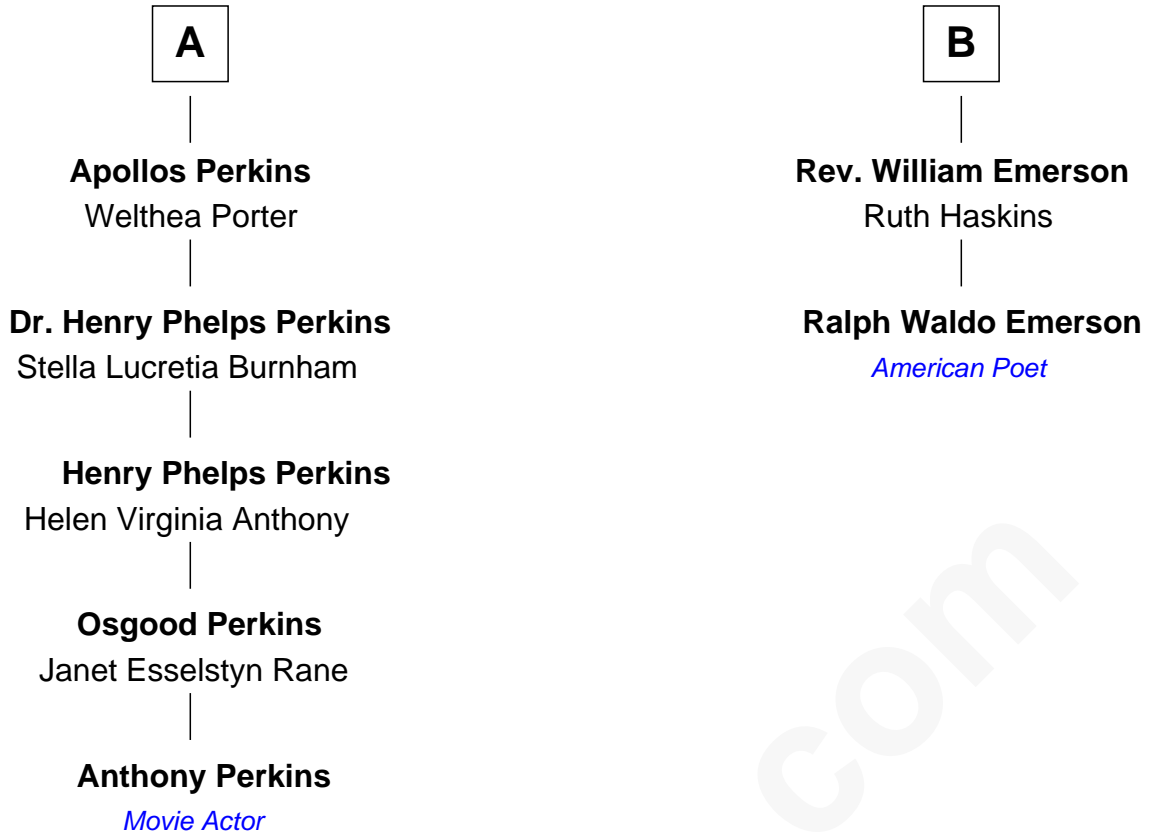 A
Apollos Perkins
Welthea Porter
Dr. Henry Phelps Perkins
Stella Lucretia Burnham
Henry Phelps Perkins
Helen Virginia Anthony
Osgood Perkins
Janet Esselstyn Rane
Anthony Perkins
Movie Actor
B
Rev. William Emerson
Ruth Haskins
Ralph Waldo Emerson
American Poet
com